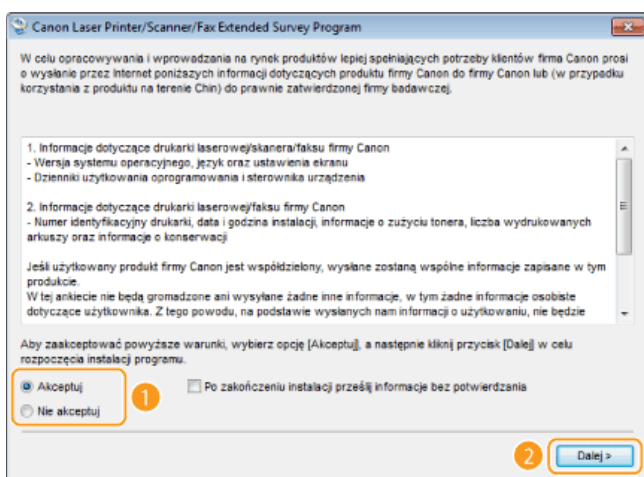 Canon Laser Printer/Scanner/Fax Extended Survey Program
W celu opracowywania i wprowadzania na rynek produktów lepiej spełniających potrzeby klientów firma Canon prosi
o wysłanie przez Internet poniższych informacji dotyczących produktu firmy Canon do firmy Canon lub (w przypadku
korzystania z produktu na terenie Chin) do prawnie zatwierdzonej firmy badawczej.
1. Informacje dotyczące drukarki laserowej/skanera/faksu firmy Canon
- Wersja systemu operacyjnego, język oraz ustawienia ekranu
- Dzienniki użytkowania oprogramowania i sterownika urządzenia
2. Informacje dotyczące drukarki laserowej/faksu firmy Canon
- Numer identyfikacyjny drukarki, data i godzina instalacji, informacje o zużyciu tonera, liczba wydrukowanych
arkuszy oraz informacje o konserwacji
Jeśli użytkowany produkt firmy Canon jest współdzielony, wysłane zostaną wspólne informacje zapisane w tym
produkcie.
W tej ankiecie nie będą gromadzone ani wysyłane żadne inne informacje, w tym żadne informacje osobiste
dotyczące użytkownika. Z tego powodu, na podstawie wysłanych nam informacji o użytkowaniu, nie będzie
Aby zaakceptować powyższe warunki, wybierz opcję [Akceptuj], a następnie kliknij przycisk [Dalej] w celu
rozpoczęcia instalacji programu.
Akceptuj
Po zakończeniu instalacji prześlij informacje bez potwierdzania
Nie akceptuj
1
2
Dalej >